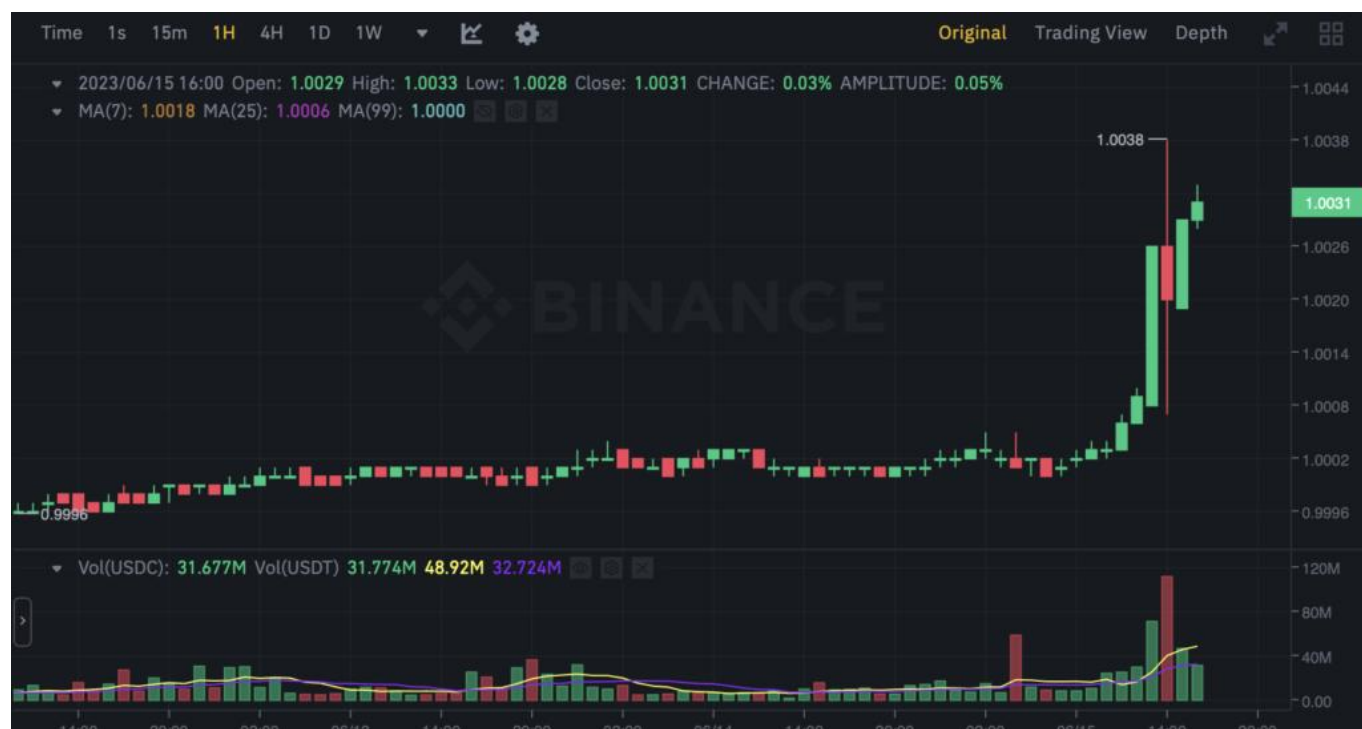 Time 1s 15m 1H 4H 1D 1W Original Trading View Depth
2023/06/15 16:00 Open: 1.0029 High: 1.0033 Low: 1.0028 Close: 1.0031 CHANGE: 0.03% AMPLITUDE: 0.05%
MA(7): 1.0018 MA(25): 1.0006 MA(99): 1.0000
1.0044
1.0038
1.0038
1.0031
1.0026
BINANCE
1.0020
1.0014
1.0008
1.0002
0.9996
0.9996
Vol(USDC): 31.677M Vol(USDT) 31.774M 48.92M 32.724M
120M
80M
40M
0.00